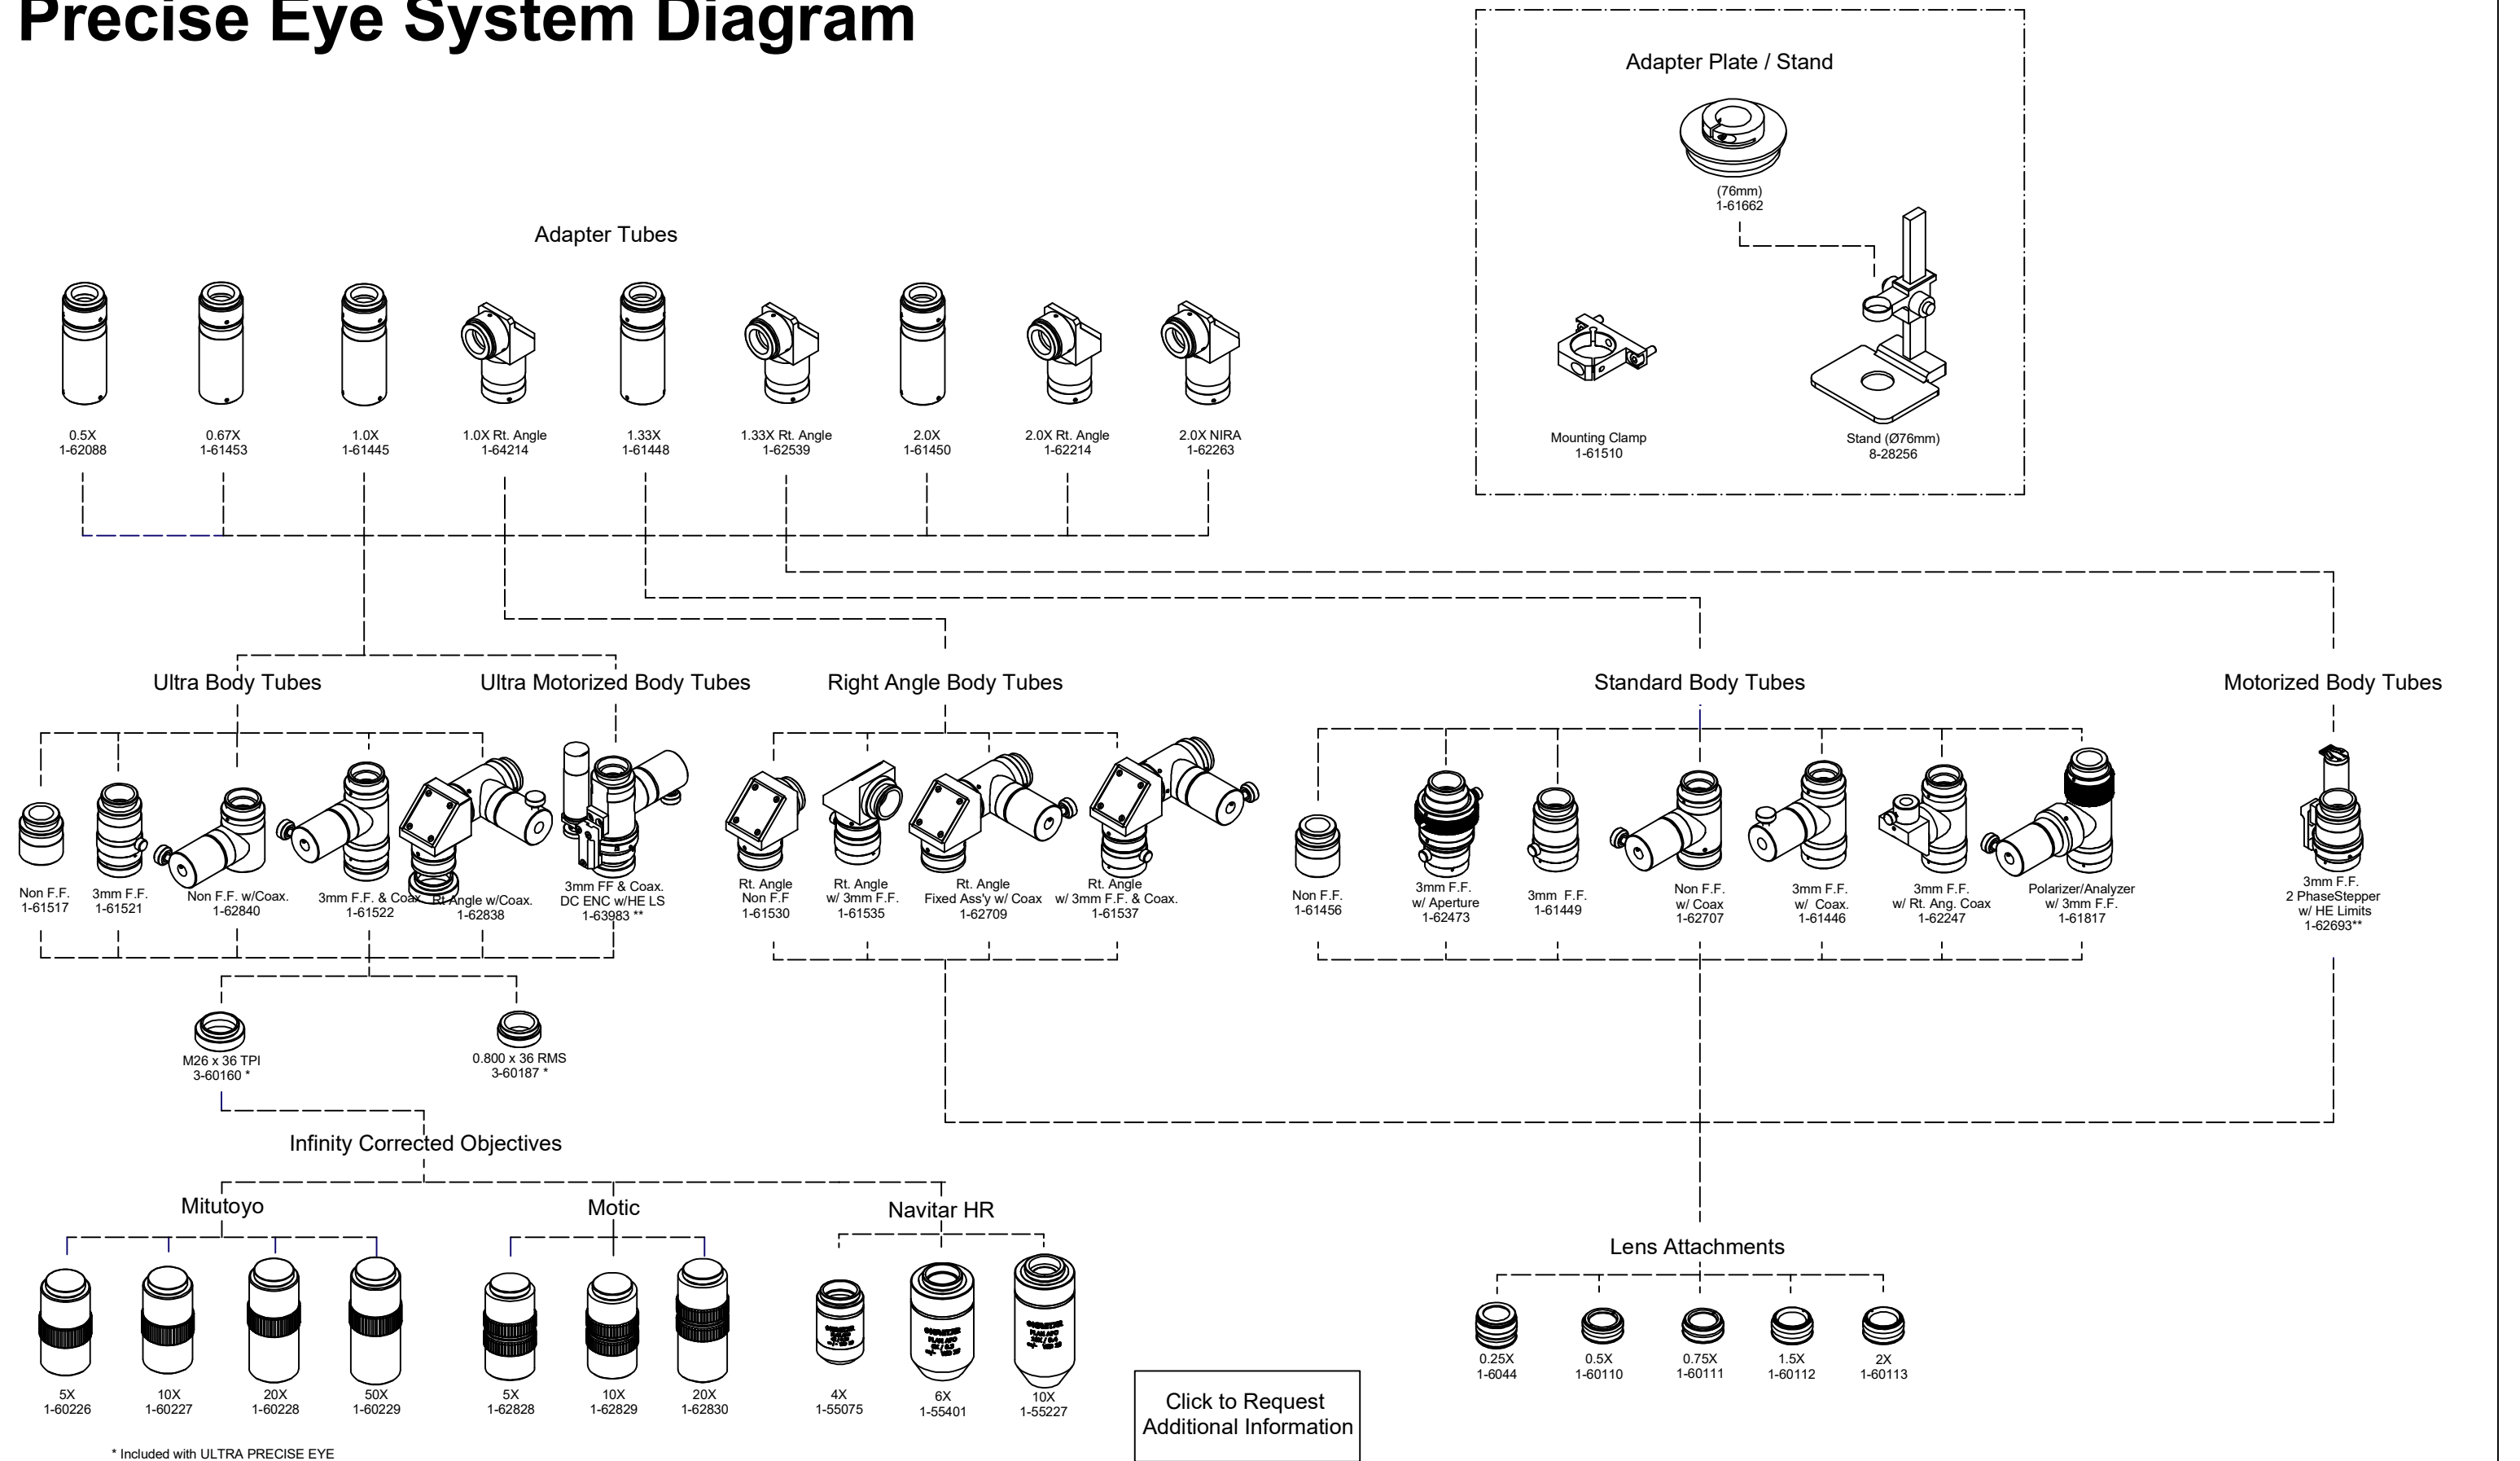 Precise Eye System Diagram
Adapter Plate / Stand
(76mm)
1-61662
Mounting Clamp
1-61510
Stand (Ø76mm)
8-28256
Adapter Tubes
0.5X
1-62088
0.67X
1-61453
1.0X
1-61445
1.0X Rt. Angle
1-64214
1.33X
1-61448
1.33X Rt. Angle
1-62539
2.0X
1-61450
2.0X Rt. Angle
1-62214
2.0X NIRA
1-62263
Ultra Body Tubes
Ultra Motorized Body Tubes
Right Angle Body Tubes
Standard Body Tubes
Motorized Body Tubes
Non F.F.
1-61517
3mm F.F.
1-61521
Non F.F. w/Coax.
1-62840
3mm F.F. & Coax.
1-61522
Rt Angle w/Coax.
1-62838
3mm FF & Coax.
DC ENC w/HE LS
1-63983 **
Rt. Angle
Non F.F
1-61530
Rt. Angle
w/ 3mm F.F.
1-61535
Rt. Angle
Fixed Ass'y w/ Coax
1-62709
Rt. Angle
w/ 3mm F.F. & Coax.
1-61537
Non F.F.
1-61456
3mm F.F.
w/ Aperture
1-62473
3mm F.F.
1-61449
Non F.F.
w/ Coax
1-62707
3mm F.F.
w/ Coax.
1-61446
3mm F.F.
w/ Rt. Ang. Coax
1-62247
Polarizer/Analyzer
w/ 3mm F.F.
1-61817
3mm F.F.
2 PhaseStepper
w/ HE Limits
1-62693**
M26 x 36 TPI
3-60160 *
0.800 x 36 RMS
3-60187 *
Infinity Corrected Objectives
Mitutoyo
Motic
Navitar HR
5X
1-60226
10X
1-60227
20X
1-60228
50X
1-60229
5X
1-62828
10X
1-62829
20X
1-62830
4X
1-55075
6X
1-55401
10X
1-55227
Lens Attachments
0.25X
1-6044
0.5X
1-60110
0.75X
1-60111
1.5X
1-60112
2X
1-60113
Click to Request
Additional Information
* Included with ULTRA PRECISE EYE